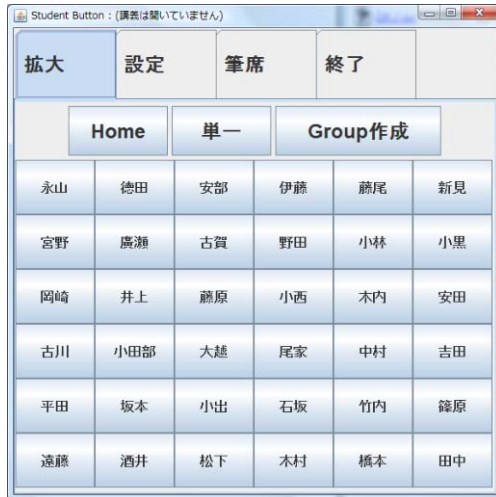 Student Button : (講義は開いていません)
拡大 設定 筆席 終了
Home 単一 Group作成
永山 徳田 安部 伊藤 藤尾 新見
宮野 廣瀬 古賀 野田 小林 小黒
岡崎 井上 藤原 小西 木内 安田
古川 小田部 大越 尾家 中村 吉田
平田 坂本 小出 石坂 竹内 篠原
遠藤 酒井 松下 木村 橋本 田中